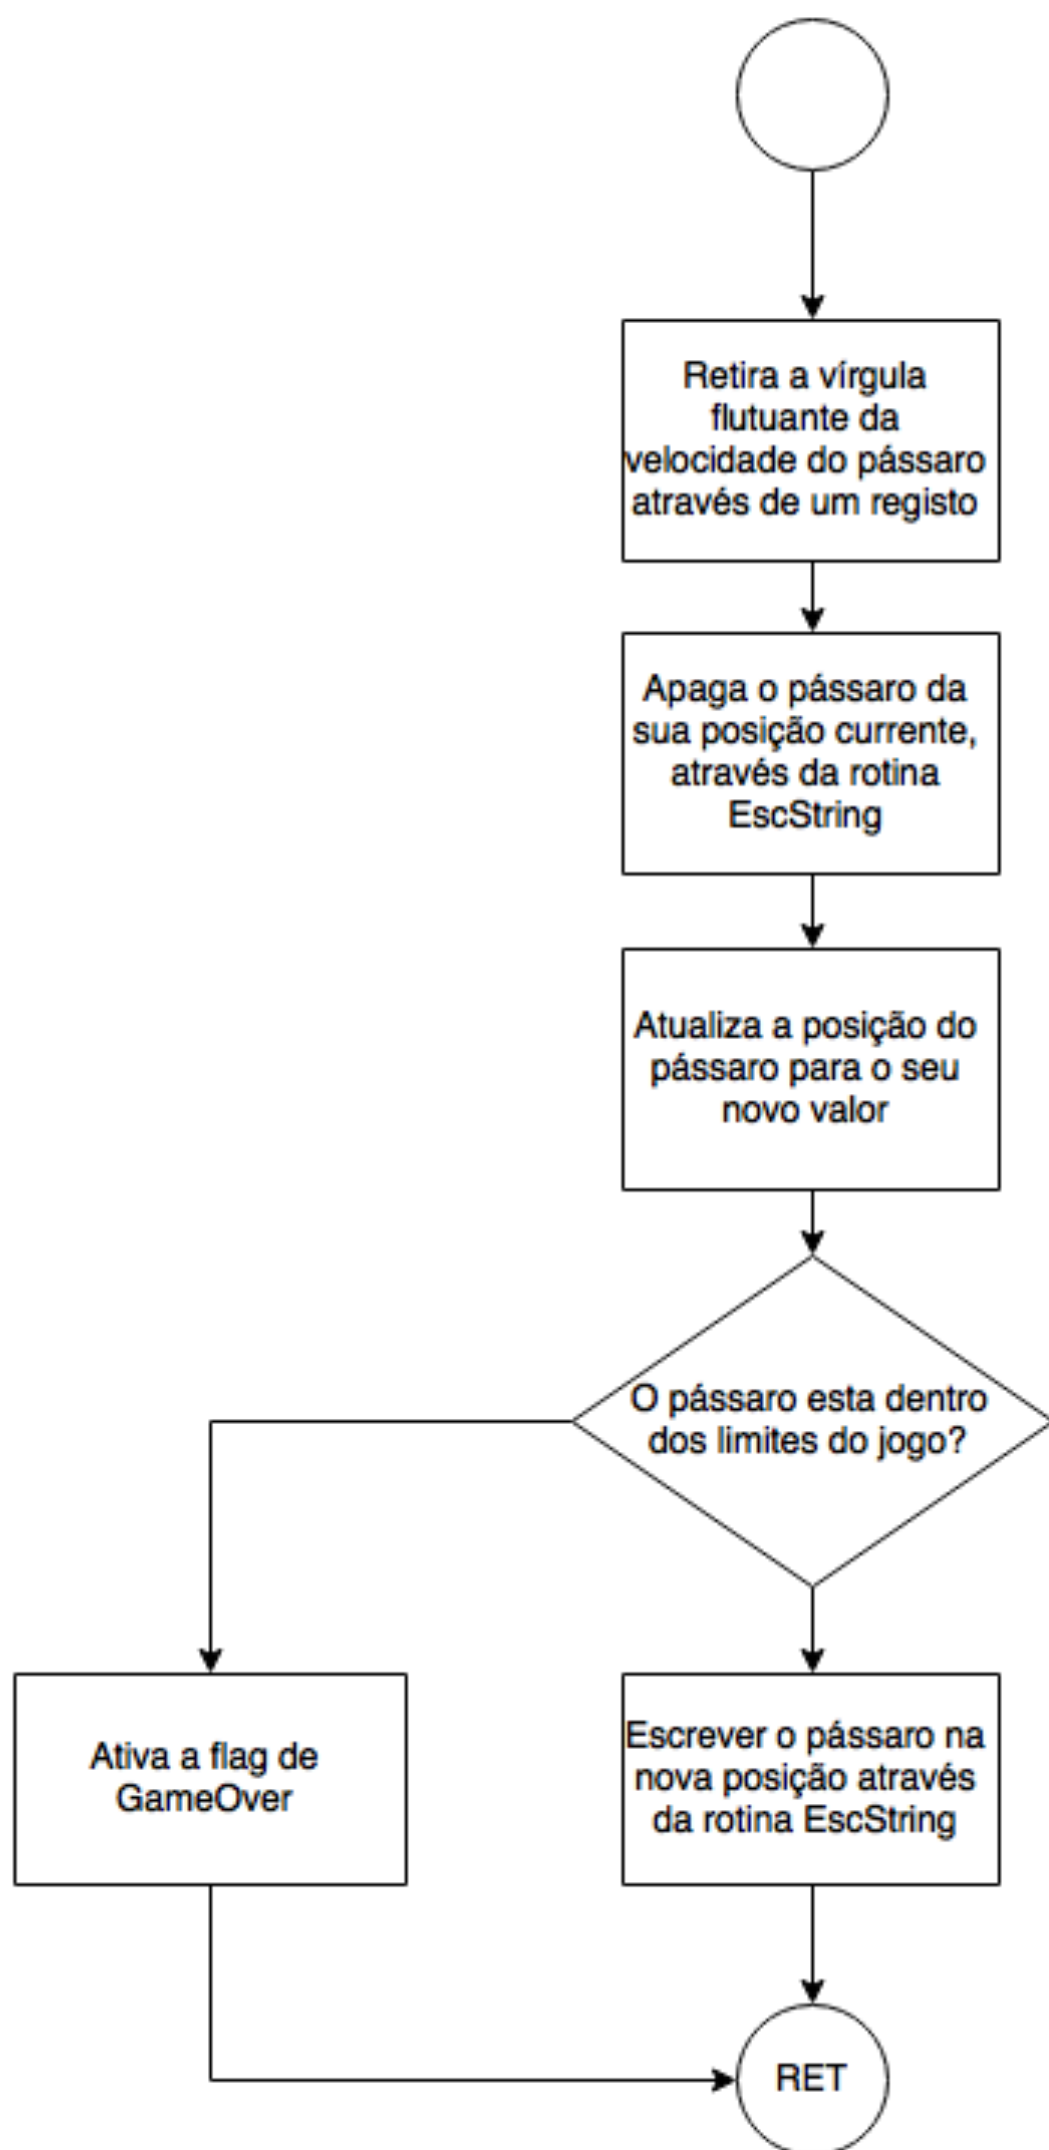 Retira a vírgula
flutuante da
velocidade do pássaro
através de um registo
Apaga o pássaro da
sua posição currente,
através da rotina
EscString
Atualiza a posição do
pássaro para o seu
novo valor
O pássaro esta dentro
dos limites do jogo?
Ativa a flag de
GameOver
Escrever o pássaro na
nova posição através
da rotina EscString
RET